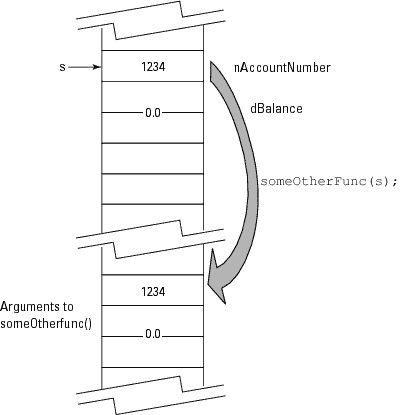 s
1234
nAccountNumber
dBalance
0.0
someOtherFunc(s);
1234
Arguments to
someOtherfunc()
0.0